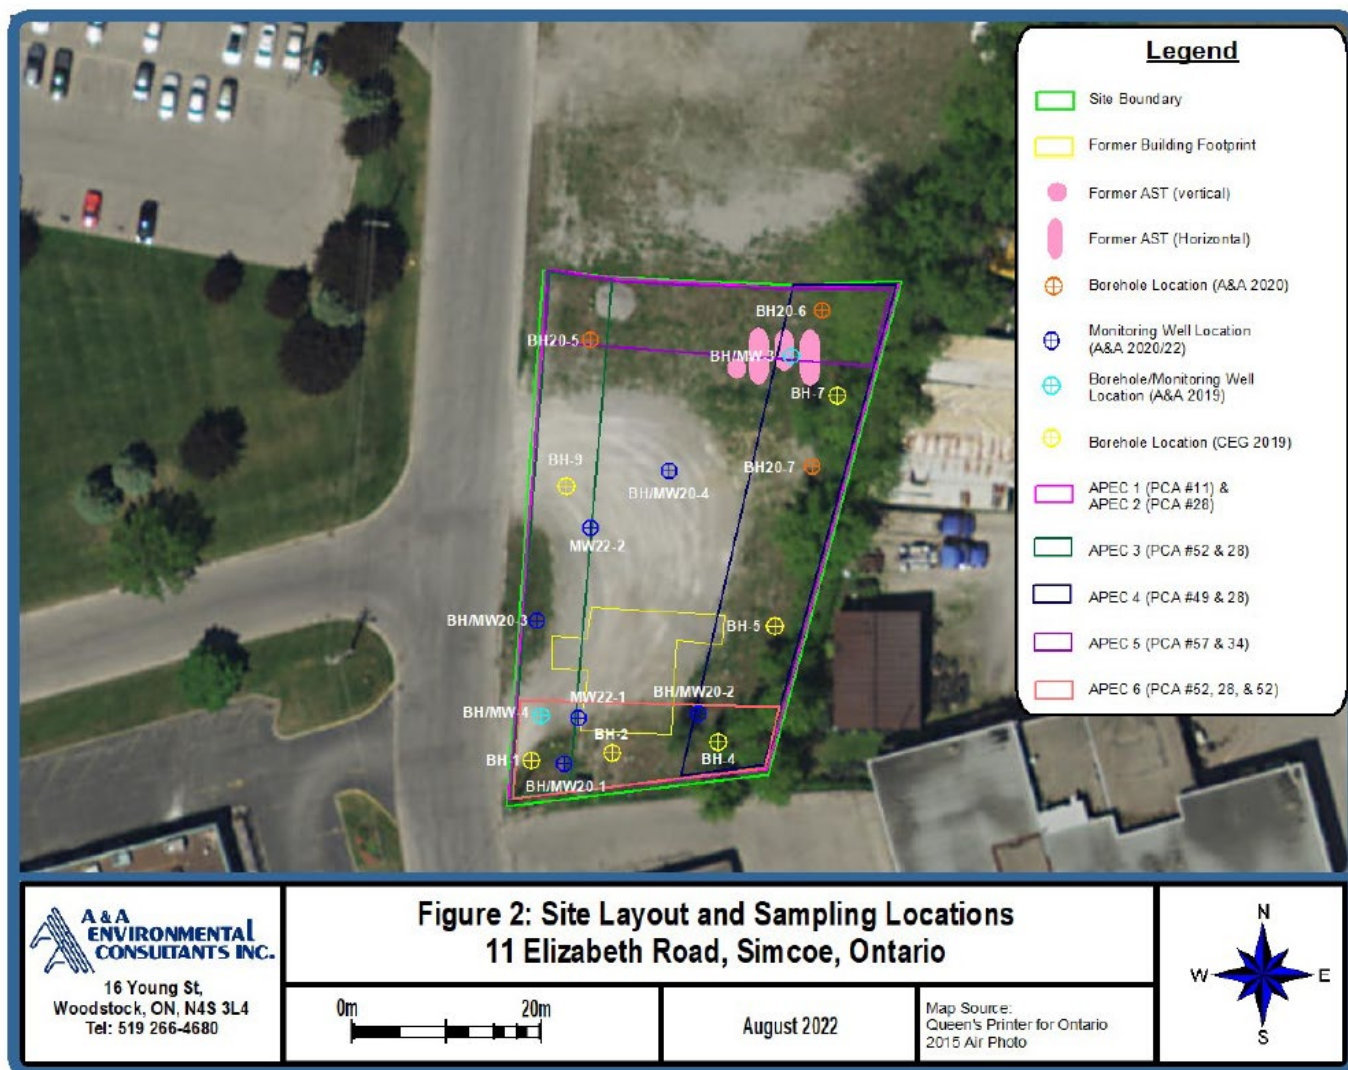 Legend
Site Boundary
Former Building Footprint
Former AST (vertical)
Former AST (Horizontal)
Borehole Location (A&A 2020)
Monitoring Well Location
(A&A 2020/22)
Borehole/Monitoring Well
Location (A&A 2019)
Borehole Location (CEG 2019)
APEC 1 (PCA #11) &
APEC 2 (PCA #28)
APEC 3 (PCA #52 & 28)
APEC 4 (PCA #49 & 28)
APEC 5 (PCA #57 & 34)
APEC 6 (PCA #52, 28, & 52)
BH20-6
BH20-5
BH/MW-3
BH-7
BH-9
BH20-7
BH/MW20-4
MW22-2
BH/MW20-3
BH-5
BH/MW20-2
MW22-1
BH/MW-4
BH-2
BH-1
BH-4
BH/MW20-1
A & A
ENVIRONMENTAL
CONSULTANTS INC.
16 Young St,
Woodstock, ON, N4S 3L4
Tel: 519 266-4680
Figure 2: Site Layout and Sampling Locations
11 Elizabeth Road, Simcoe, Ontario
0m 20m
August 2022
Map Source:
Queen's Printer for Ontario
2015 Air Photo
N
W E
S